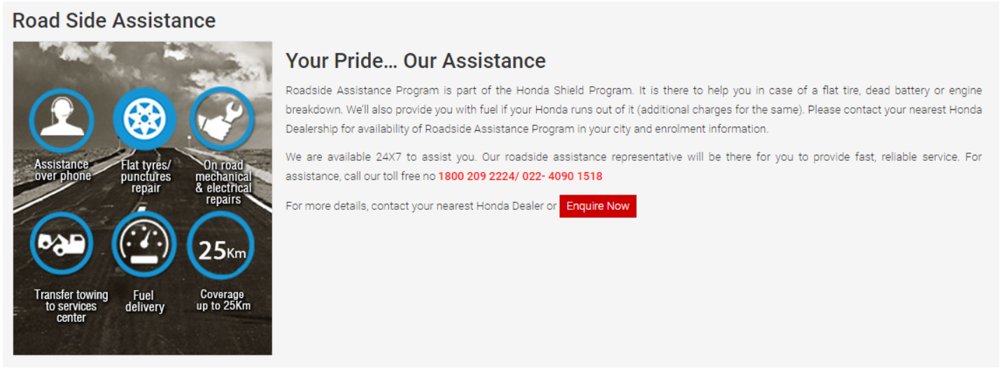 Road Side Assistance
Assistance
over phone
Flat tyres/
punctures
repair
On road
mechanical
& electrical
repairs
25Km
Transfer towing
to services
center
Fuel
delivery
Coverage
up to 25Km
Your Pride... Our Assistance
Roadside Assistance Program is part of the Honda Shield Program. It is there to help you in case of a flat tire, dead battery or engine
breakdown. We'll also provide you with fuel if your Honda runs out of it (additional charges for the same). Please contact your nearest Honda
Dealership for availability of Roadside Assistance Program in your city and enrolment information.
We are available 24X7 to assist you. Our roadside assistance representative will be there for you to provide fast, reliable service. For
assistance, call our toll free no 1800 209 2224/ 022- 4090 1518
For more details, contact your nearest Honda Dealer or Enquire Now